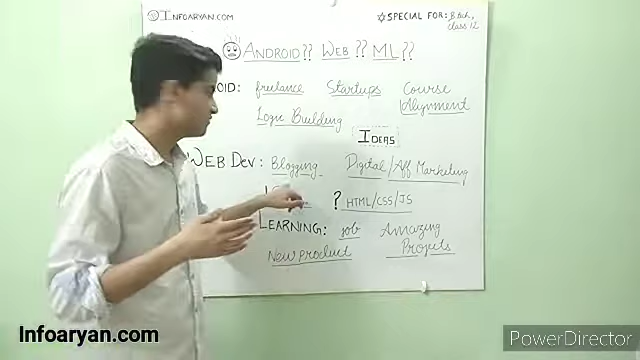 Infoaryan.com
SPECIAL FOR: B.tech,
class 12
ANDROID?? WEB?? ML??
OID: freelance Startups Course
Alignment
Logic Building
IDEAS
WEB DEV: Blogging Digital/Aff Marketing
? HTML/CSS/JS
LEARNING: job Amazing
Projects
New product
Infoaryan.com
PowerDirector